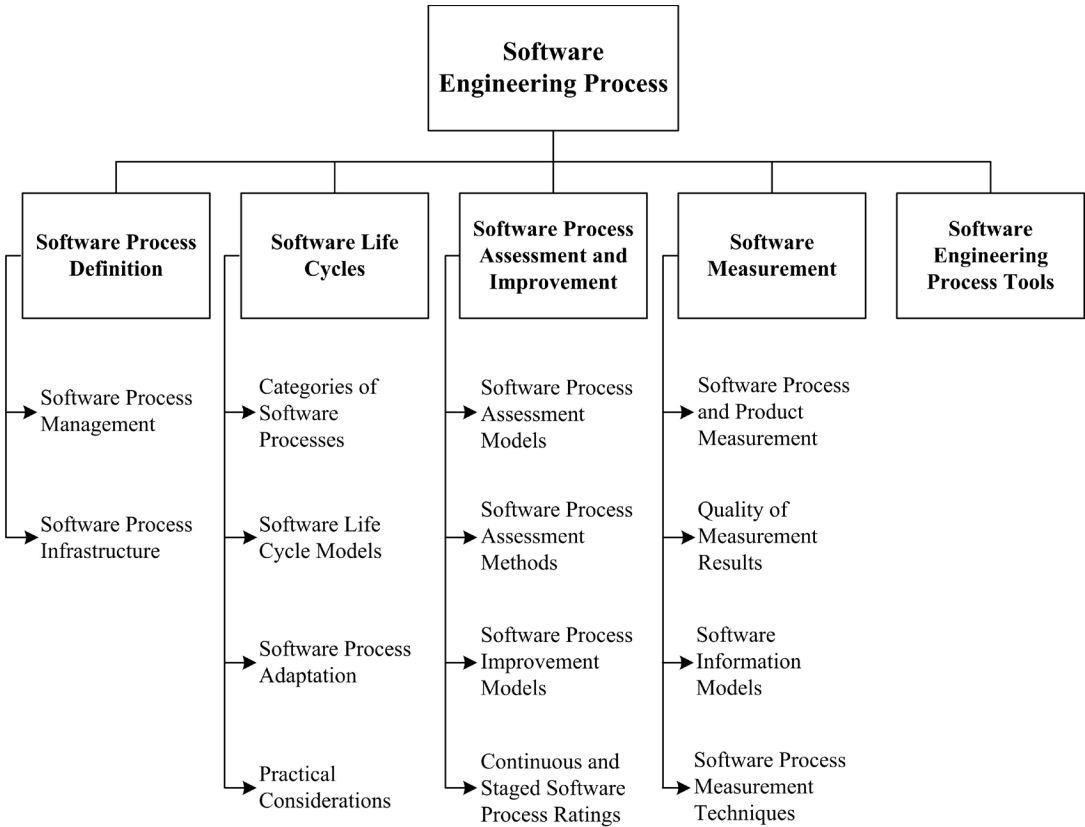 Software
Engineering Process
Software Process
Definition
Software Life
Cycles
Software Process
Assessment and
Improvement
Software
Measurement
Software
Engineering
Process Tools
Software Process
Management
Software Process
Infrastructure
Categories of
Software
Processes
Software Life
Cycle Models
Software Process
Adaptation
Practical
Considerations
Software Process
Assessment
Models
Software Process
Assessment
Methods
Software Process
Improvement
Models
Continuous and
Staged Software
Process Ratings
Software Process
and Product
Measurement
Quality of
Measurement
Results
Software
Information
Models
Software Process
Measurement
Techniques